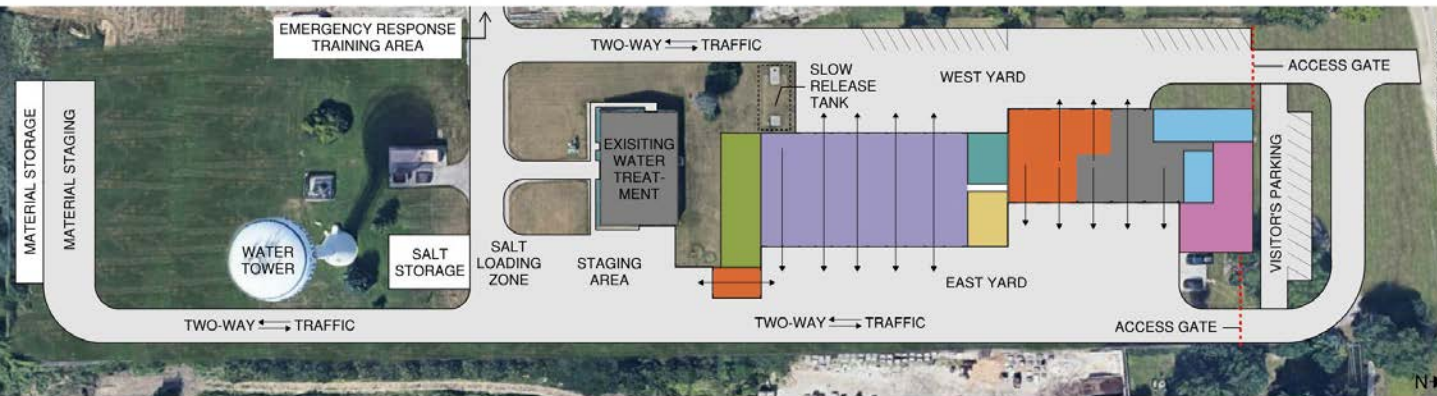 EMERGENCY RESPONSE
TRAINING AREA
TWO-WAY TRAFFIC
SLOW
RELEASE
TANK
WEST YARD
ACCESS GATE
MATERIAL STORAGE
MATERIAL STAGING
EXISITING
WATER
TREAT-
MENT
VISITOR'S PARKING
WATER
TOWER
SALT
STORAGE
SALT
LOADING
ZONE
STAGING
AREA
EAST YARD
TWO-WAY TRAFFIC
TWO-WAY TRAFFIC
ACCESS GATE
N